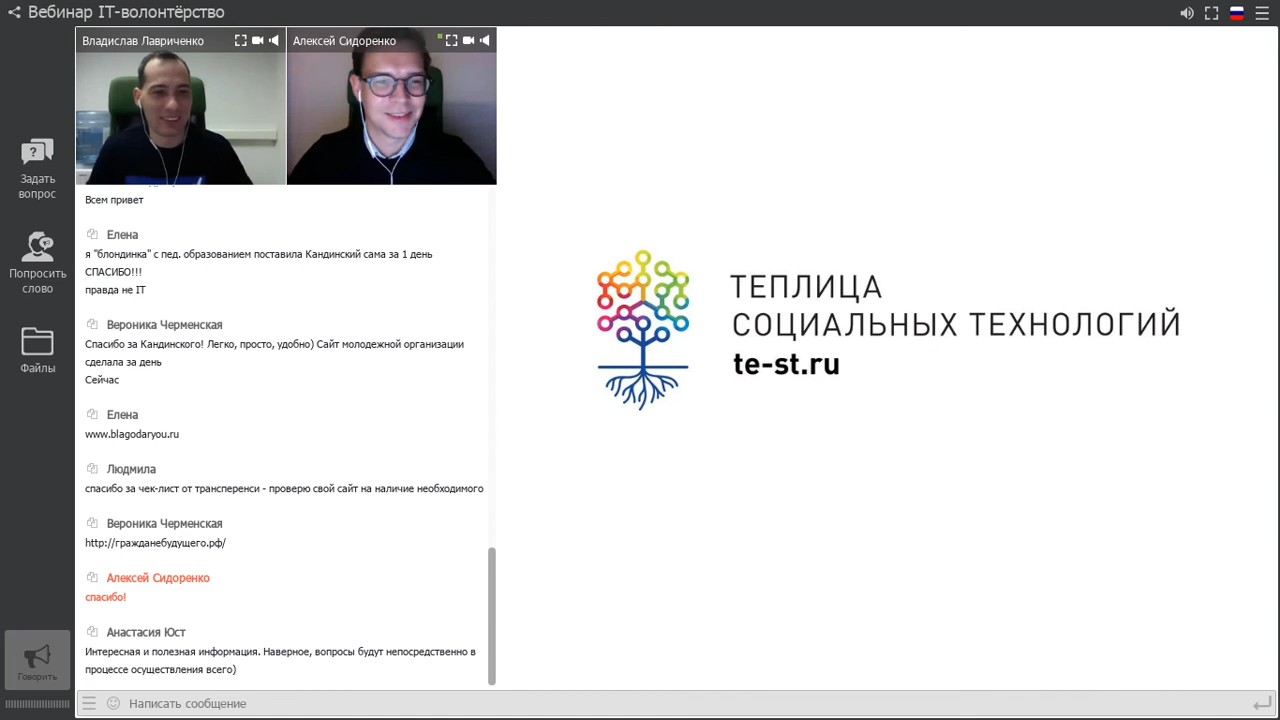 Вебинар IT-волонтёрство
Владислав Лавриченко
Алексей Сидоренко
Задать
вопрос
Попросить
слово
Файлы
Говорить
Всем привет
Елена
я "блондинка" с пед. образованием поставила Кандинский сама за 1 день
СПАСИБО!!!
правда не IT
Вероника Черменская
Спасибо за Кандинского! Легко, просто, удобно) Сайт молодежной организации
сделала за день
Сейчас
Елена
www.blagodaryou.ru
Людмила
спасибо за чек-лист от трансперенси - проверю свой сайт на наличие необходимого
Вероника Черменская
http://гражданебудущего.рф/
Алексей Сидоренко
спасибо!
Анастасия Юст
Интересная и полезная информация. Наверное, вопросы будут непосредственно в
процессе осуществления всего)
Написать сообщение
ТЕПЛИЦА
СОЦИАЛЬНЫХ ТЕХНОЛОГИЙ
te-st.ru